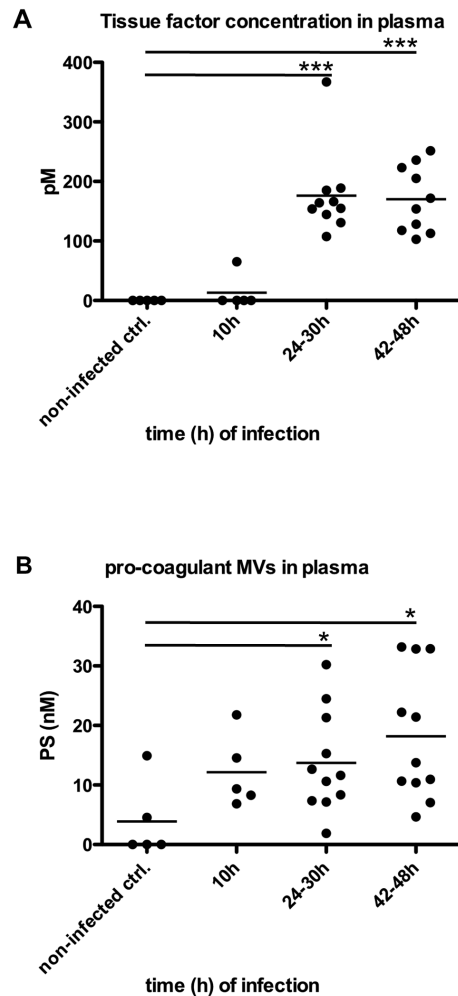 A
Tissue factor concentration in plasma
***
***
400
300
200
100
0
pM
non-infected ctrl.
10h
24-30h
42-48h
time (h) of infection
B
pro-coagulant MVs in plasma
*
*
40
30
20
10
0
PS (nM)
non-infected ctrl.
10h
24-30h
42-48h
time (h) of infection